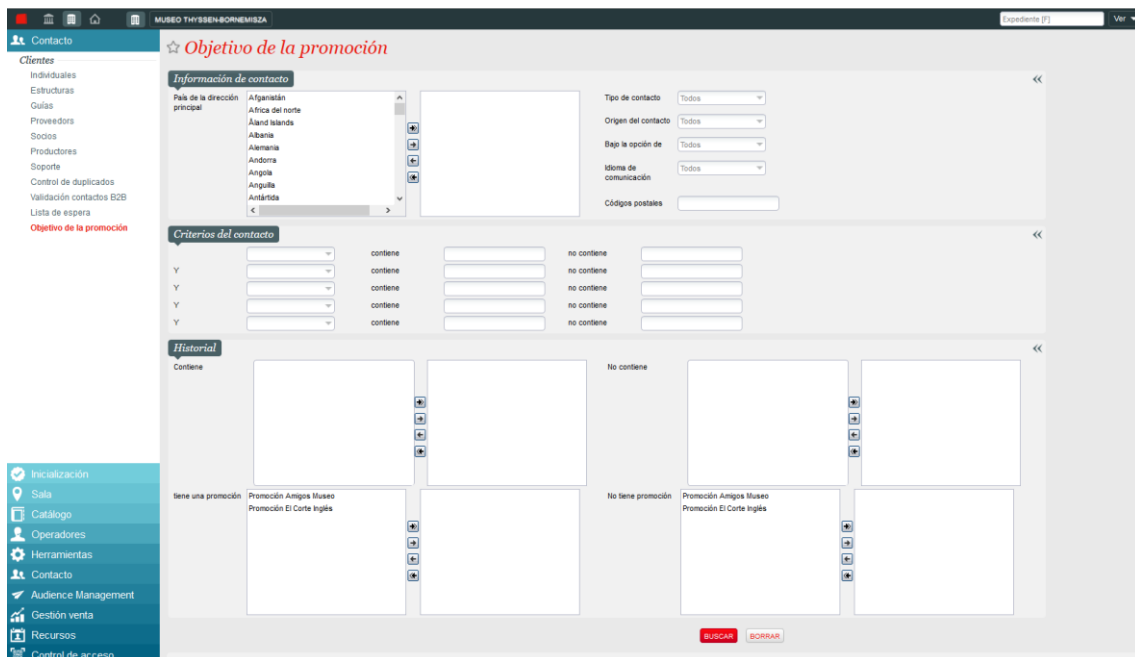 MUSEO THYSSEN-BORNEMISZA
Expediente [F]
Ver
Contacto
Clientes
Individuales
Estructuras
Guías
Proveedors
Socios
Productores
Soporte
Control de duplicados
Validación contactos B2B
Lista de espera
Objetivo de la promoción
Inicialización
Sala
Catálogo
Operadores
Herramientas
Contacto
Audience Management
Gestión venta
Recursos
Control de acceso
Objetivo de la promoción
Información de contacto
País de la dirección
principal
Afganistán
Africa del norte
Åland Islands
Albania
Alemania
Andorra
Angola
Anguilla
Antártida
Tipo de contacto
Todos
Origen del contacto
Todos
Bajo la opción de
Todos
Idioma de
comunicación
Todos
Códigos postales
Criterios del contacto
contiene no contiene
Y contiene no contiene
Y contiene no contiene
Y contiene no contiene
Y contiene no contiene
Historial
Contiene
No contiene
tiene una promoción
Promoción Amigos Museo
Promoción El Corte Inglés
No tiene promoción
Promoción Amigos Museo
Promoción El Corte Inglés
BUSCAR
BORRAR